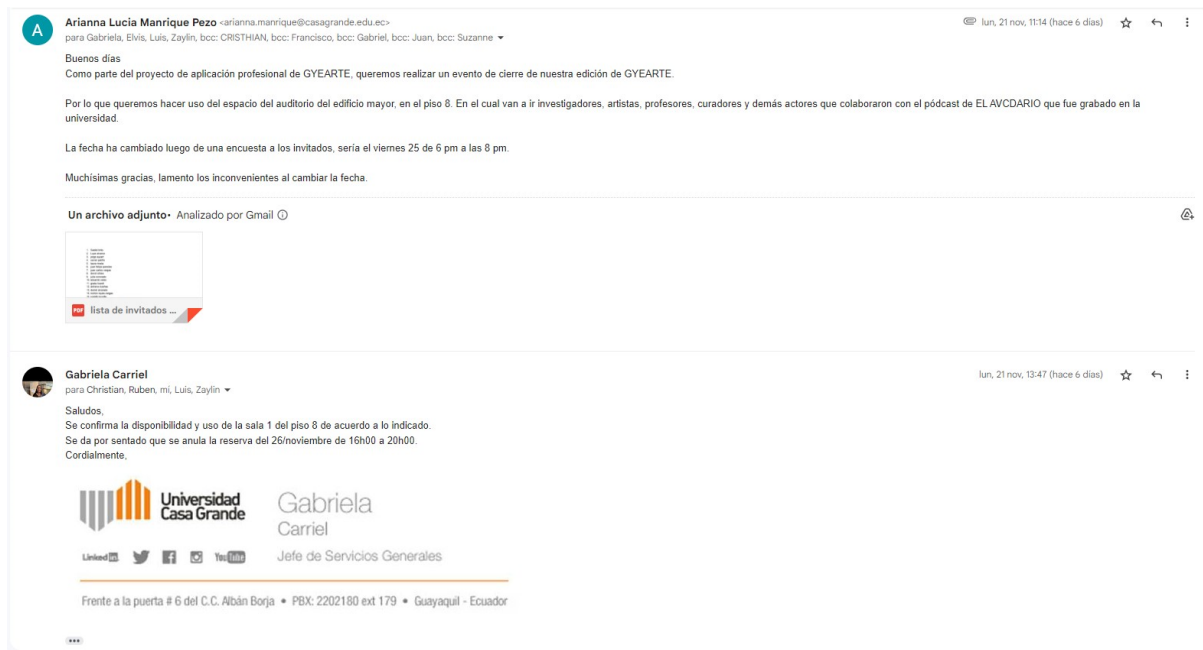 A
Arianna Lucia Manrique Pezo <arianna.manrique@casagrande.edu.ec>
lun, 21 nov, 11:14 (hace 6 días)
para Gabriela, Elvis, Luis, Zaylin, bcc: CRISTHIAN, bcc: Francisco, bcc: Gabriel, bcc: Juan, bcc: Suzanne
Buenos días
Como parte del proyecto de aplicación profesional de GYEARTE, queremos realizar un evento de cierre de nuestra edición de GYEARTE.
Por lo que queremos hacer uso del espacio del auditorio del edificio mayor, en el piso 8. En el cual van a ir investigadores, artistas, profesores, curadores y demás actores que colaboraron con el pódcast de EL AVCDARIO que fue grabado en la
universidad.
La fecha ha cambiado luego de una encuesta a los invitados, sería el viernes 25 de 6 pm a las 8 pm.
Muchísimas gracias, lamento los inconvenientes al cambiar la fecha.
Un archivo adjunto • Analizado por Gmail
PDF lista de invitados ...
Gabriela Carriel
lun, 21 nov, 13:47 (hace 6 días)
para Christian, Ruben, mí, Luis, Zaylin
Saludos,
Se confirma la disponibilidad y uso de la sala 1 del piso 8 de acuerdo a lo indicado.
Se da por sentado que se anula la reserva del 26/noviembre de 16h00 a 20h00.
Cordialmente,
Universidad
Casa Grande
Gabriela
Carriel
Linked in You Tube
Jefe de Servicios Generales
Frente a la puerta # 6 del C.C. Albán Borja • PBX: 2202180 ext 179 • Guayaquil - Ecuador